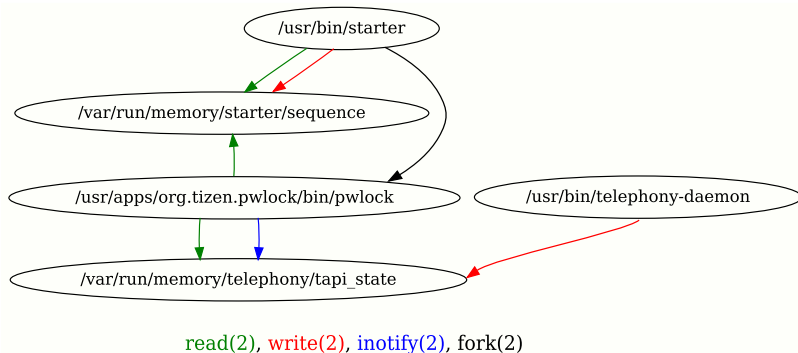 /usr/bin/starter
/var/run/memory/starter/sequence
/usr/apps/org.tizen.pwlock/bin/pwlock
/usr/bin/telephony-daemon
/var/run/memory/telephony/tapi_state
read(2), write(2), inotify(2), fork(2)